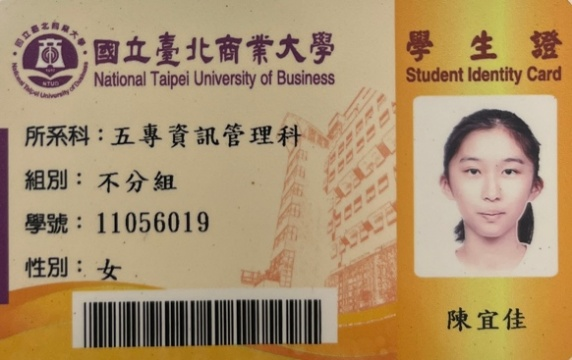 國立臺北商業大學
National Taipei University of Business
學生證
Student Identity Card
所系科：五專資訊管理科
組別：不分組
學號：11056019
性別：女
陳宜佳